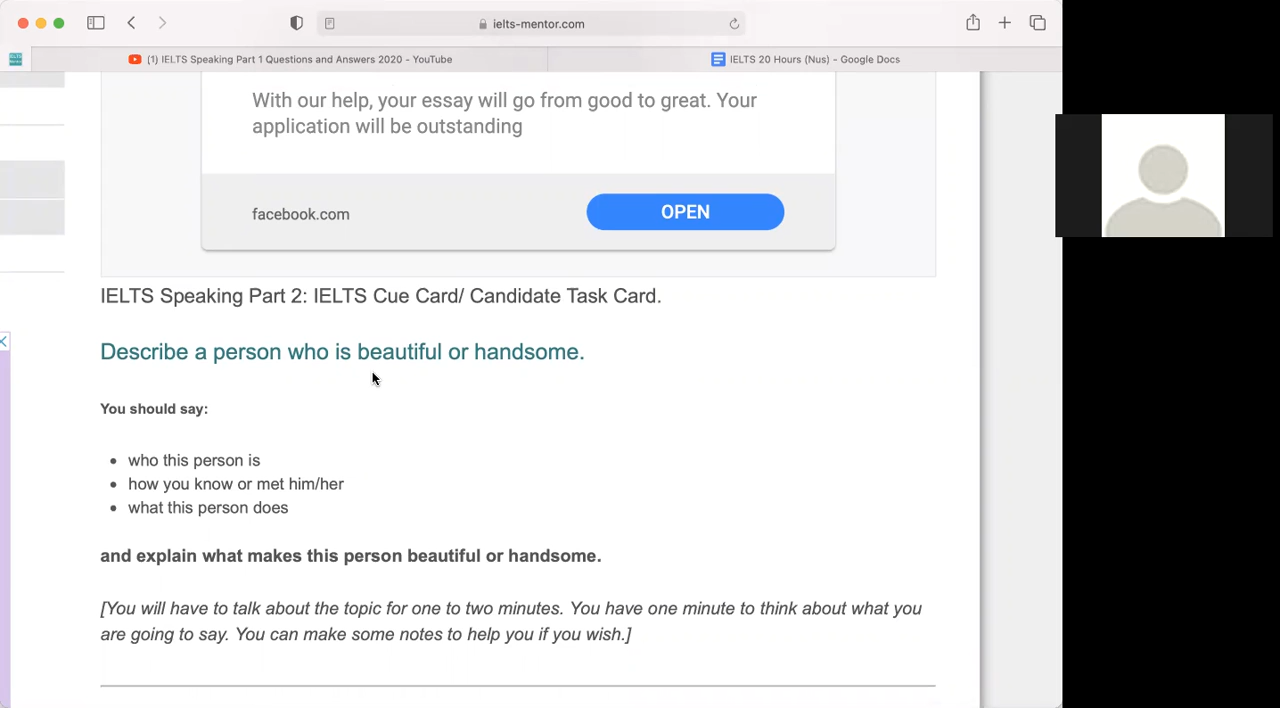 ielts-mentor.com
(1) IELTS Speaking Part 1 Questions and Answers 2020 - YouTube
IELTS 20 Hours (Nus) - Google Docs
With our help, your essay will go from good to great. Your
application will be outstanding
facebook.com
OPEN
IELTS Speaking Part 2: IELTS Cue Card/ Candidate Task Card.
Describe a person who is beautiful or handsome.
You should say:
• who this person is
• how you know or met him/her
• what this person does
and explain what makes this person beautiful or handsome.
[You will have to talk about the topic for one to two minutes. You have one minute to think about what you
are going to say. You can make some notes to help you if you wish.]